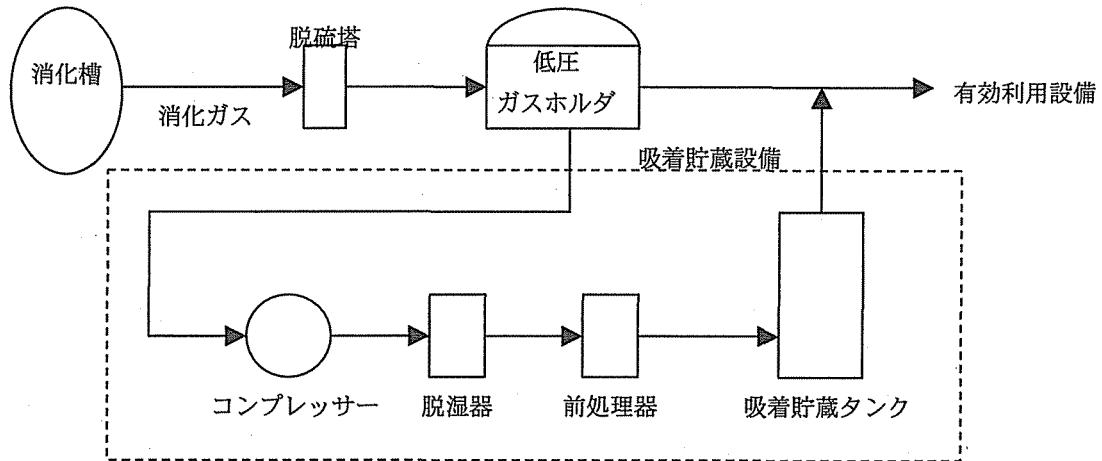 脱硫塔
消化槽
低圧
ガスホルダ
消化ガス
有効利用設備
吸着貯蔵設備
コンプレッサー
脱湿器
前処理器
吸着貯蔵タンク